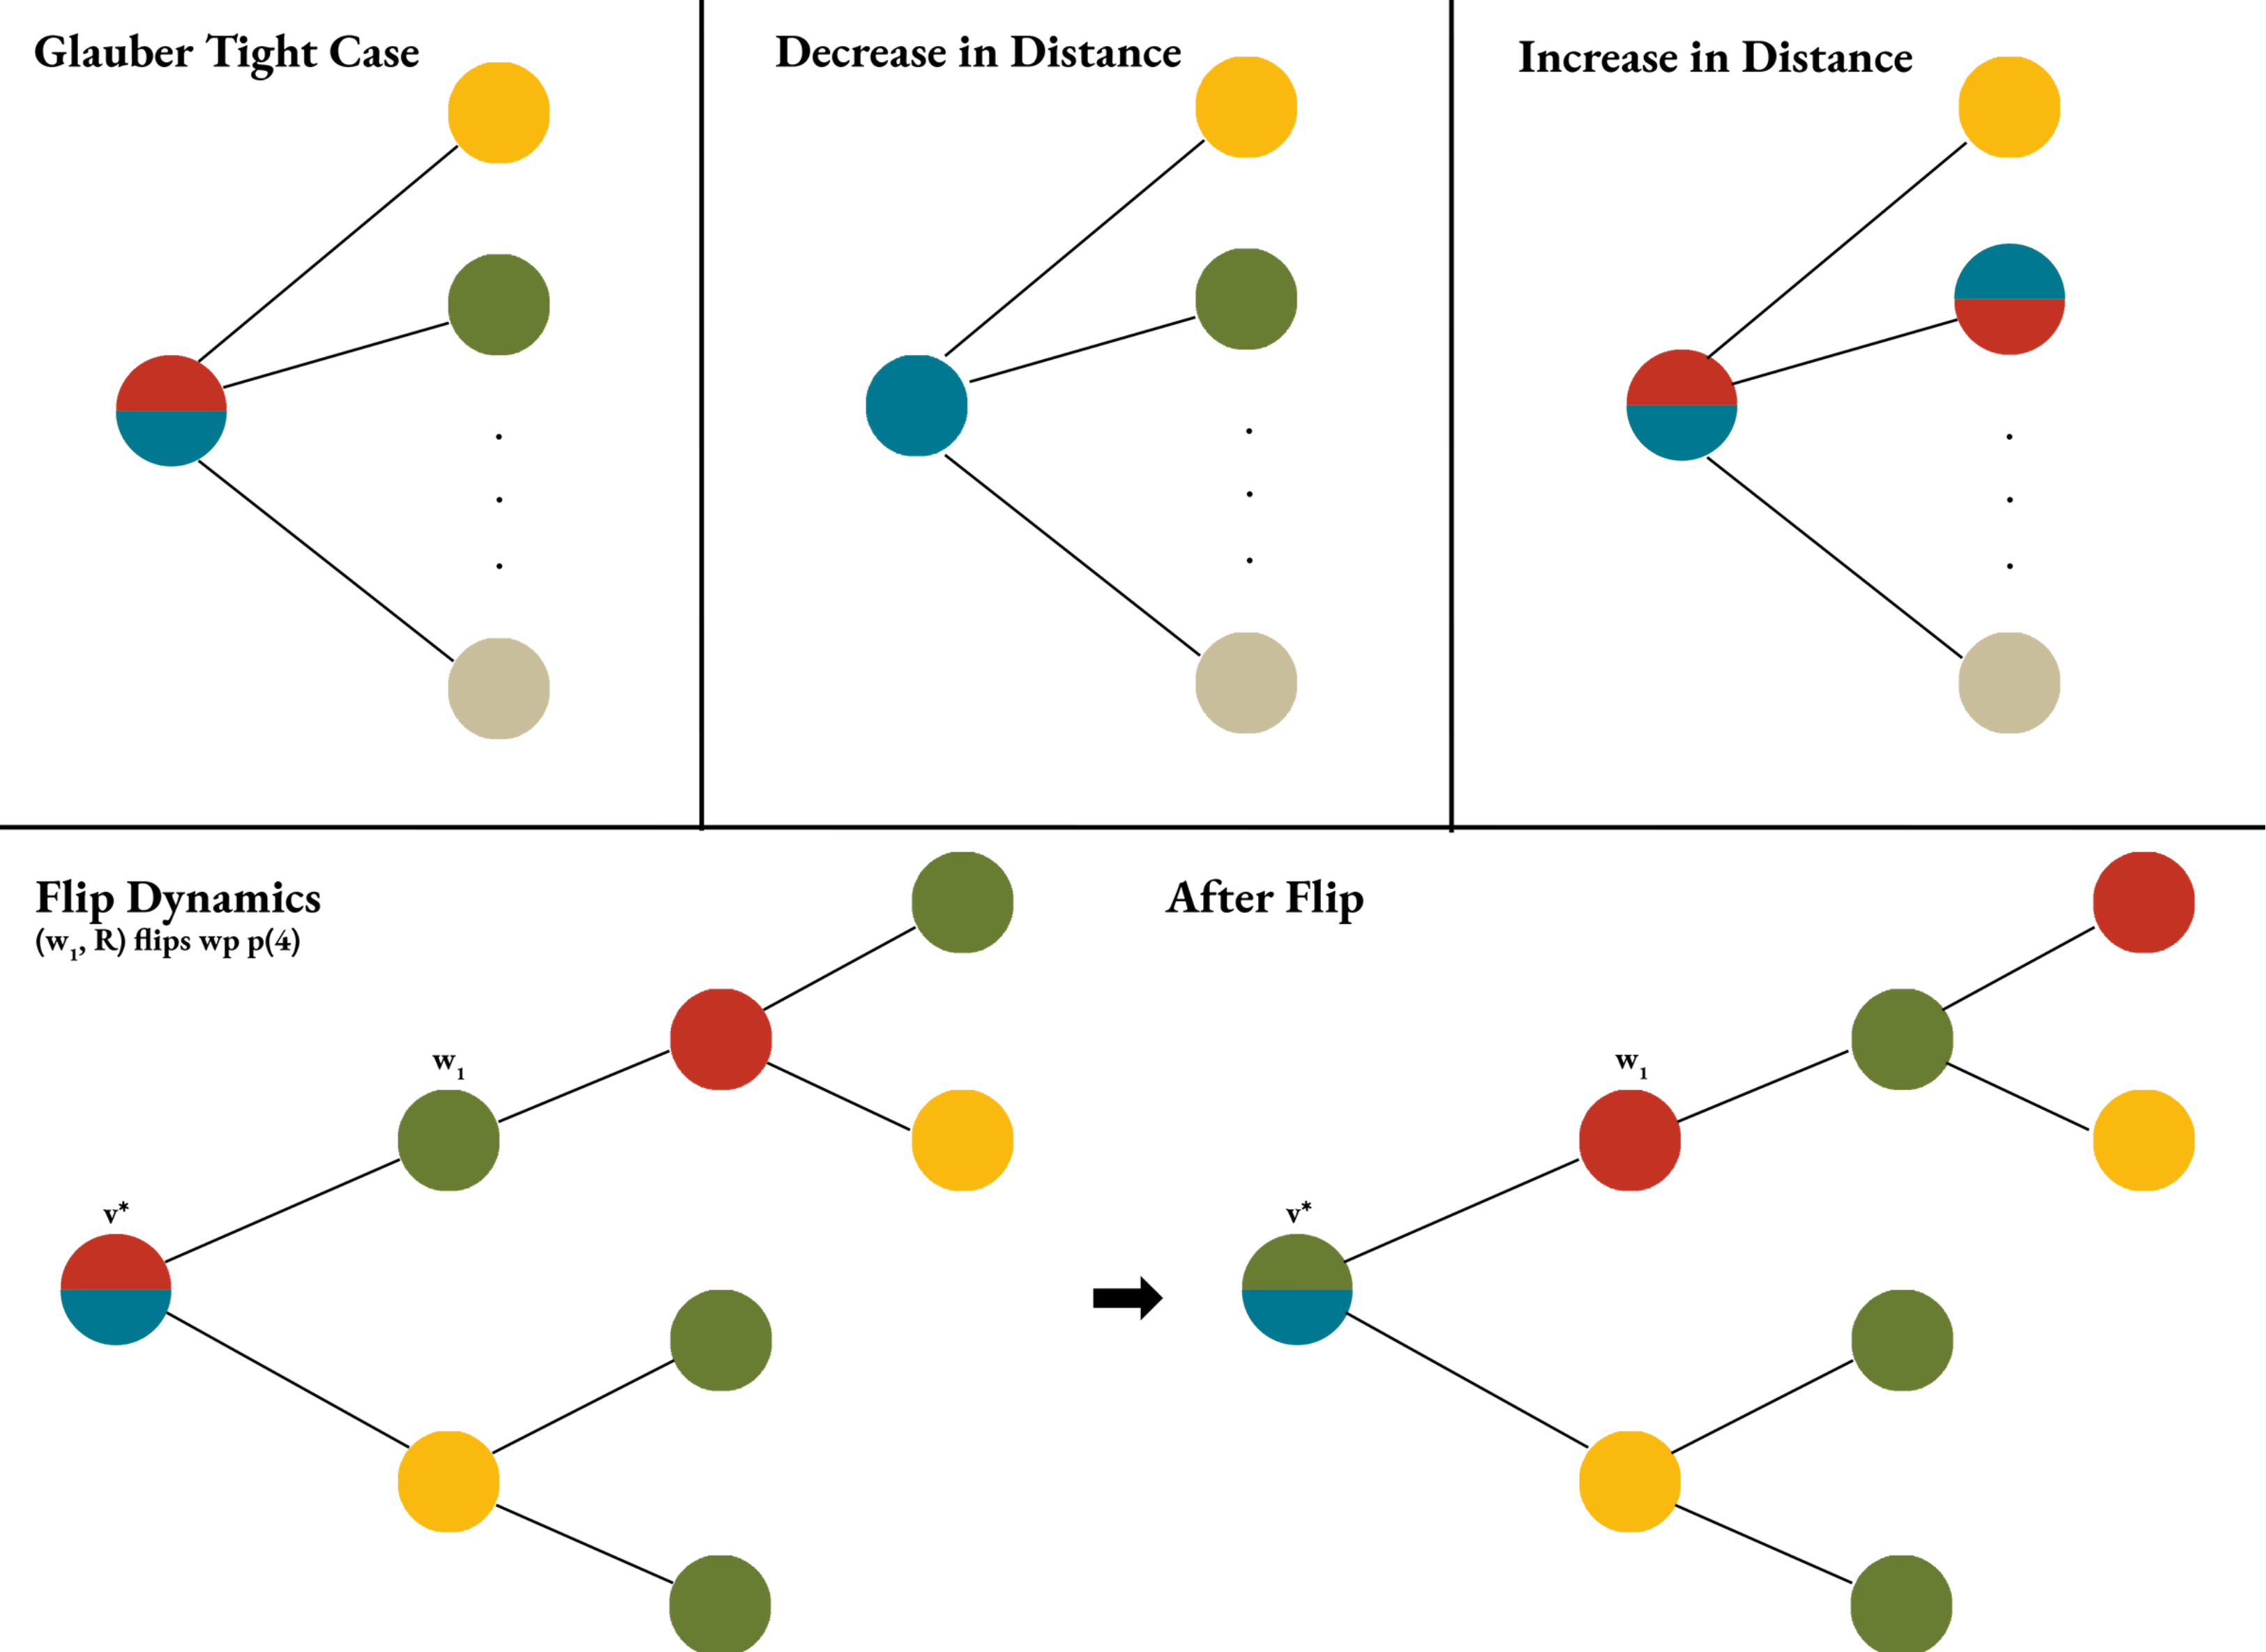 Glauber Tight Case
Decrease in Distance
Increase in Distance
Flip Dynamics
(w₁, R) flips wp p(4)
After Flip
w₁
v*
w₁
v*